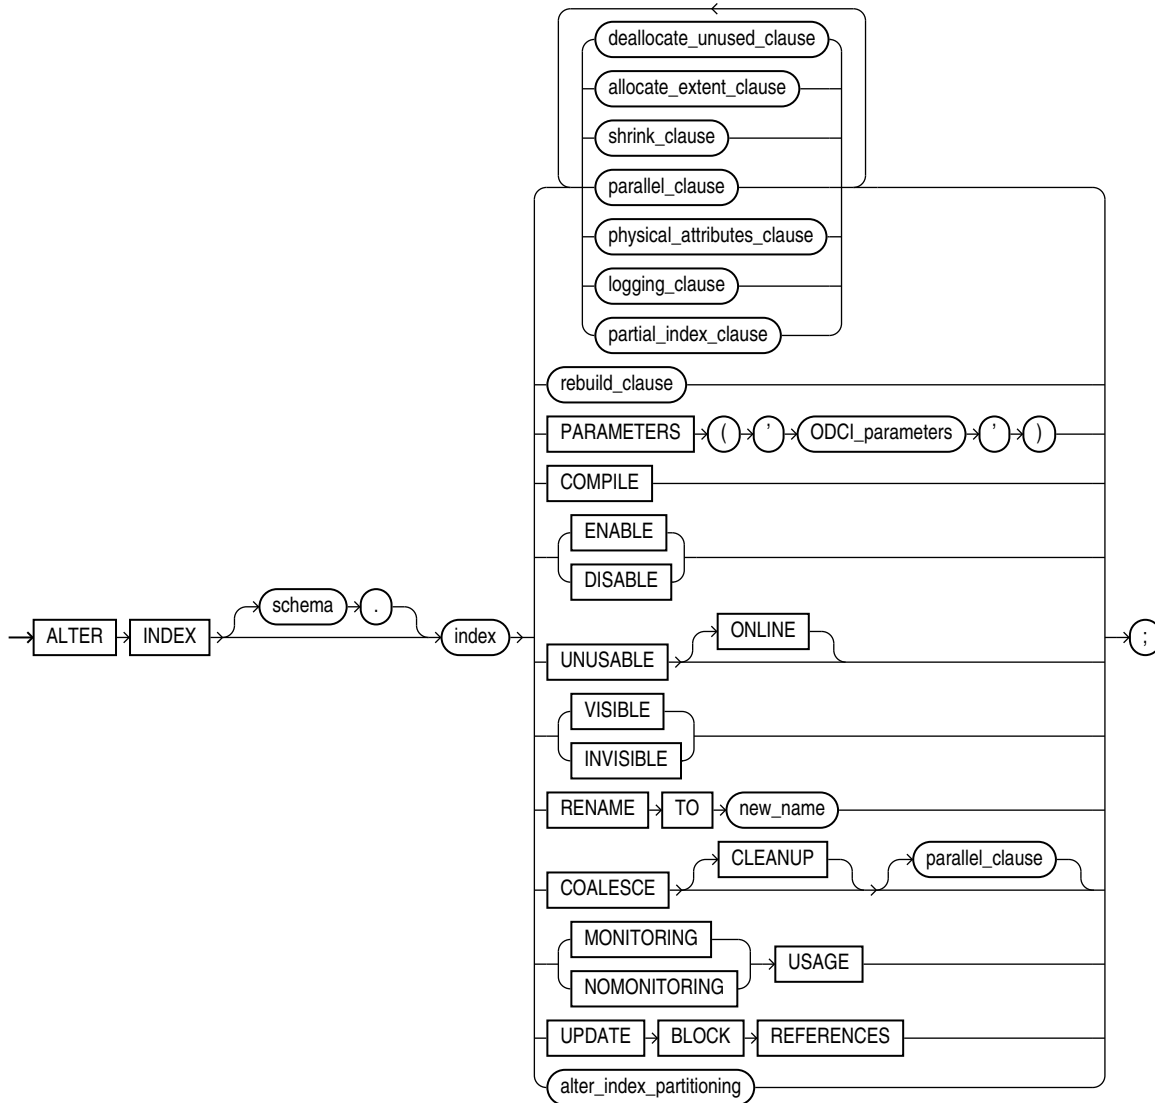 deallocate_unused_clause
allocate_extent_clause
shrink_clause
parallel_clause
physical_attributes_clause
logging_clause
partial_index_clause
rebuild_clause
PARAMETERS ( ' ODCI_parameters ' )
COMPILE
ENABLE
DISABLE
schema .
ALTER INDEX index ;
ONLINE
UNUSABLE
VISIBLE
INVISIBLE
RENAME TO new_name
CLEANUP parallel_clause
COALESCE
MONITORING
USAGE
NOMONITORING
UPDATE BLOCK REFERENCES
alter_index_partitioning